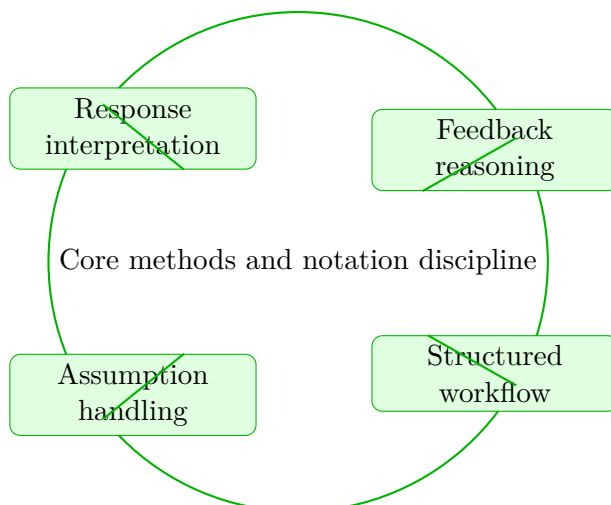 Response
interpretation
Feedback
reasoning
Core methods and notation discipline
Assumption
handling
Structured
workflow